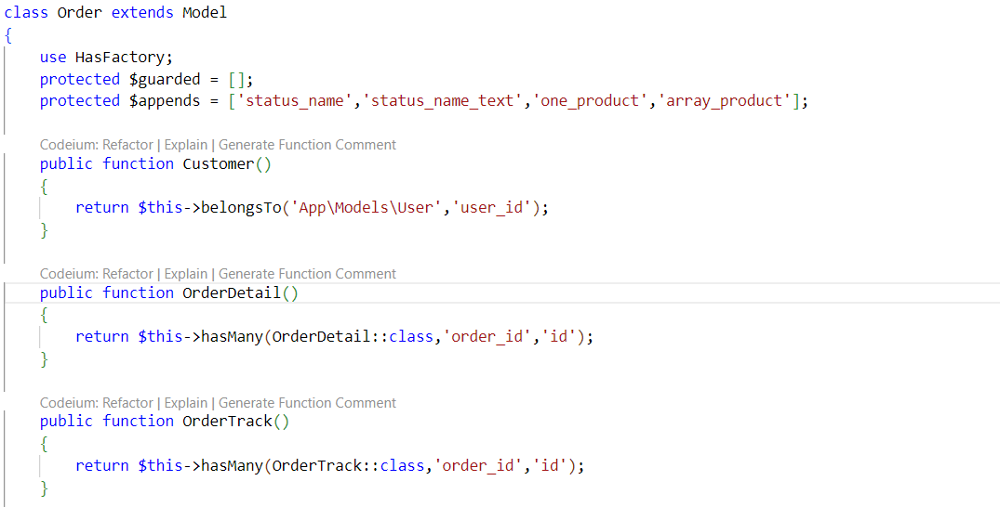 class Order extends Model
{
use HasFactory;
protected $guarded = [];
protected $appends = ['status_name','status_name_text','one_product','array_product'];
Codeium: Refactor | Explain | Generate Function Comment
public function Customer()
{
return $this->belongsTo('App\Models\User','user_id');
}
Codeium: Refactor | Explain | Generate Function Comment
public function OrderDetail()
{
return $this->hasMany(OrderDetail::class,'order_id','id');
}
Codeium: Refactor | Explain | Generate Function Comment
public function OrderTrack()
{
return $this->hasMany(OrderTrack::class,'order_id','id');
}